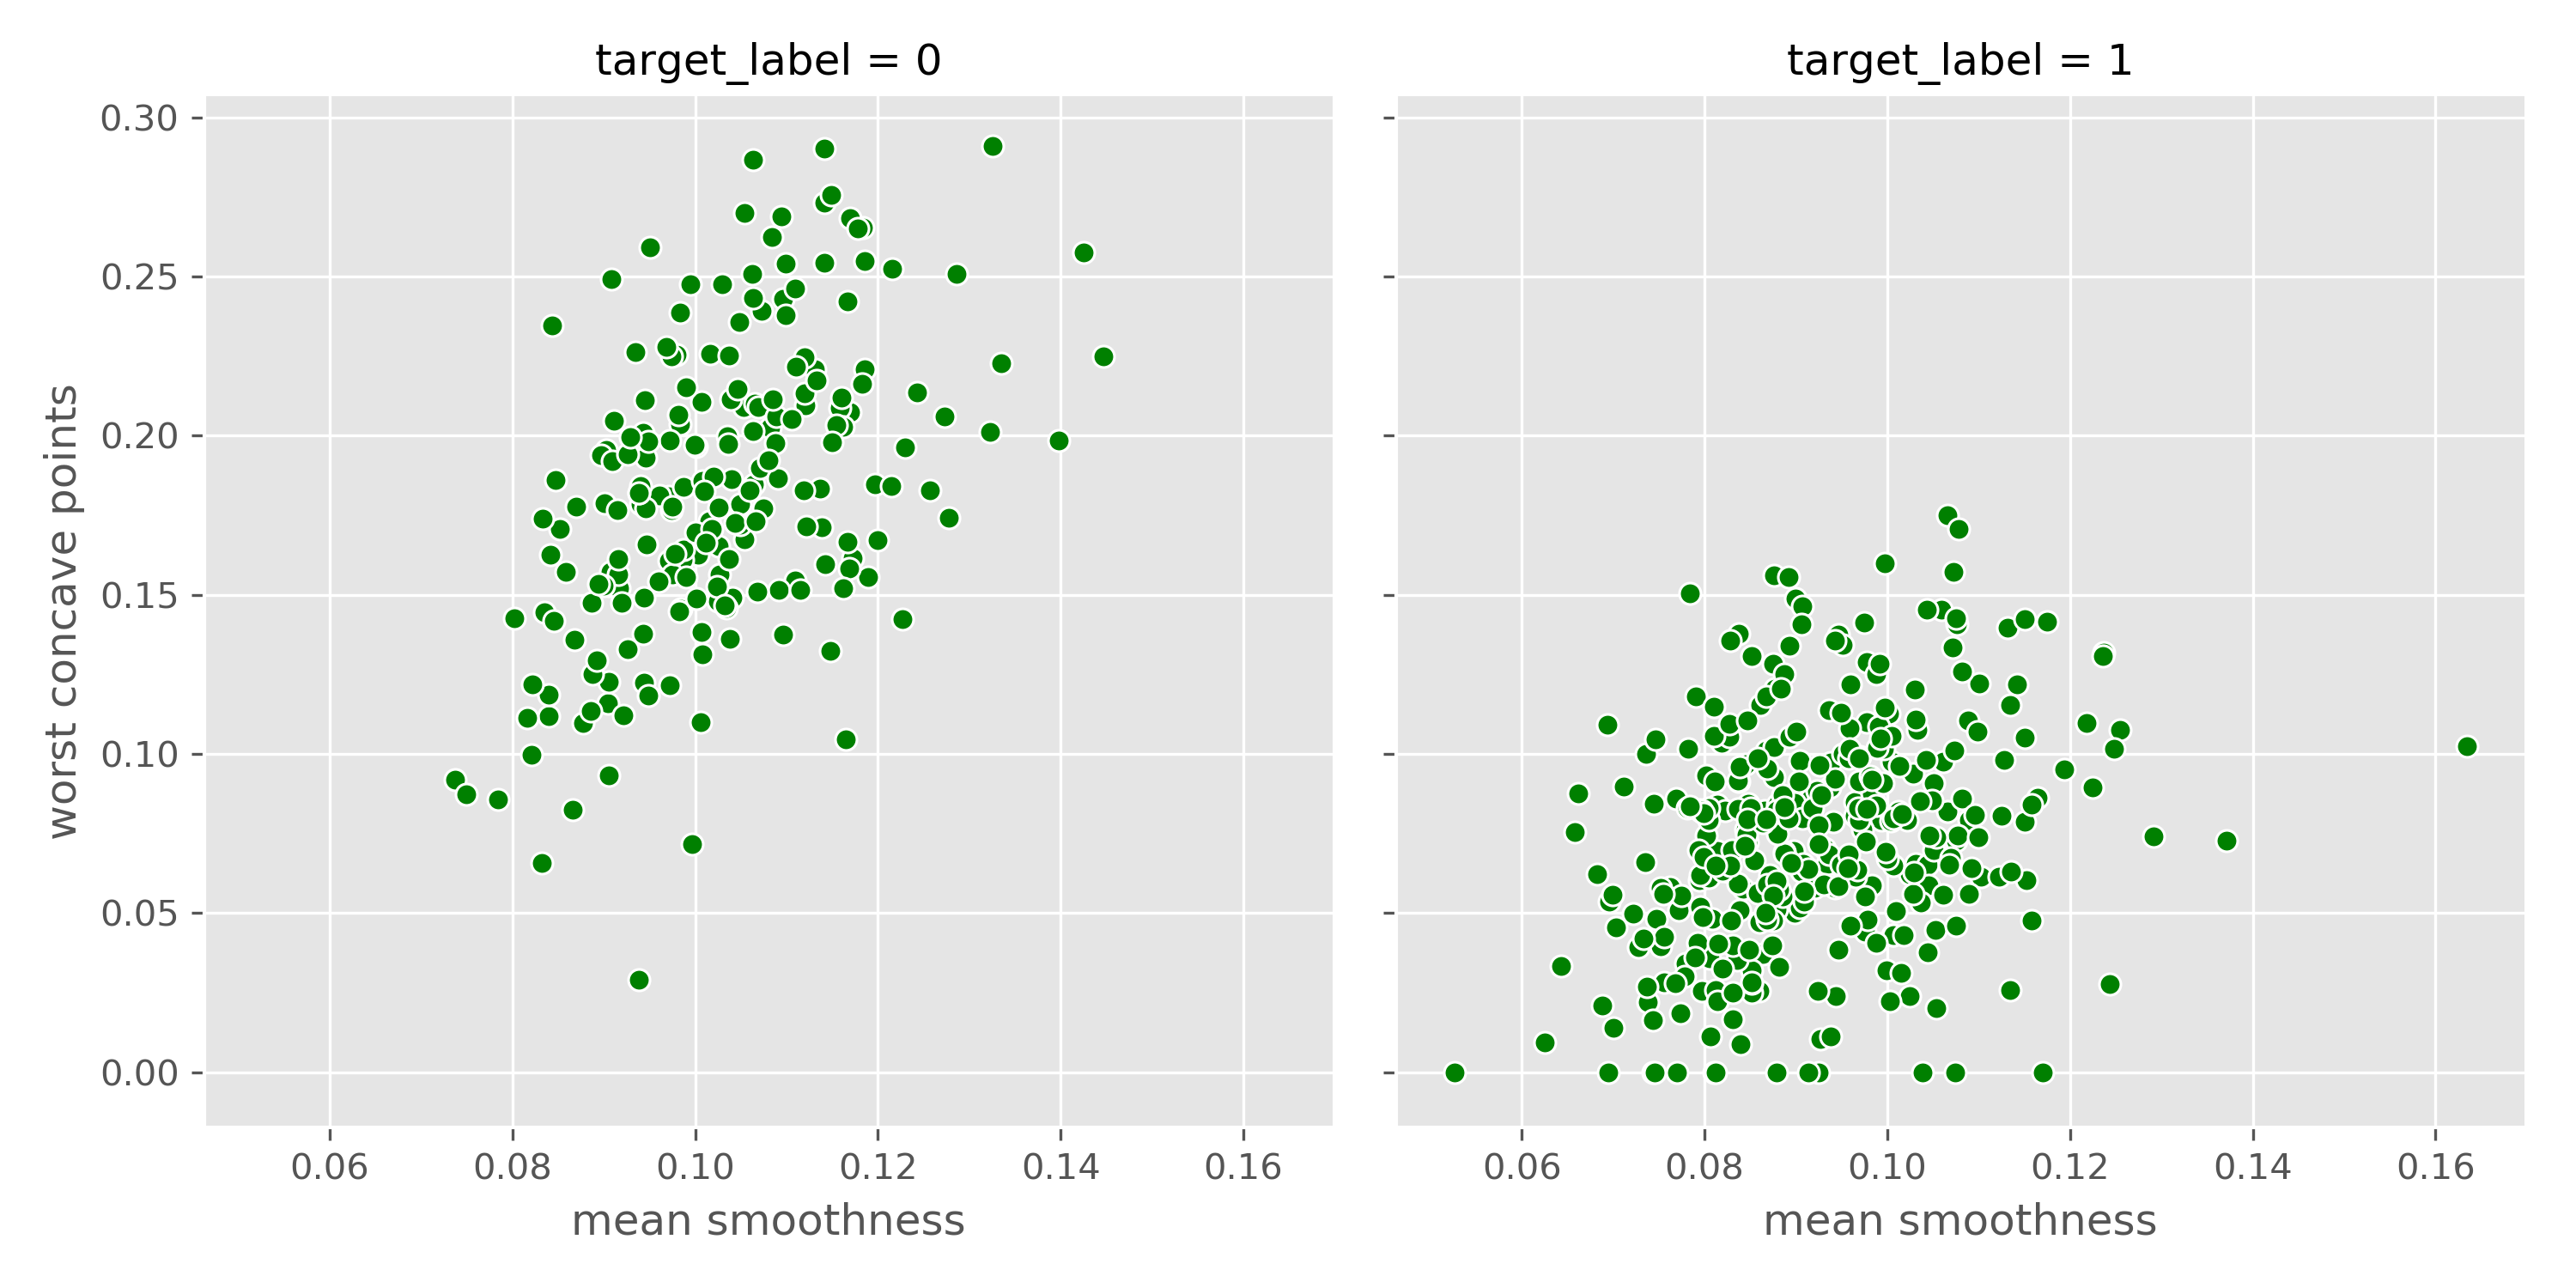 target_label = 0
target_label = 1
0.30
0.25
0.20
0.15
0.10
0.05
0.00
worst concave points
0.06 0.08 0.10 0.12 0.14 0.16
0.06 0.08 0.10 0.12 0.14 0.16
mean smoothness
mean smoothness